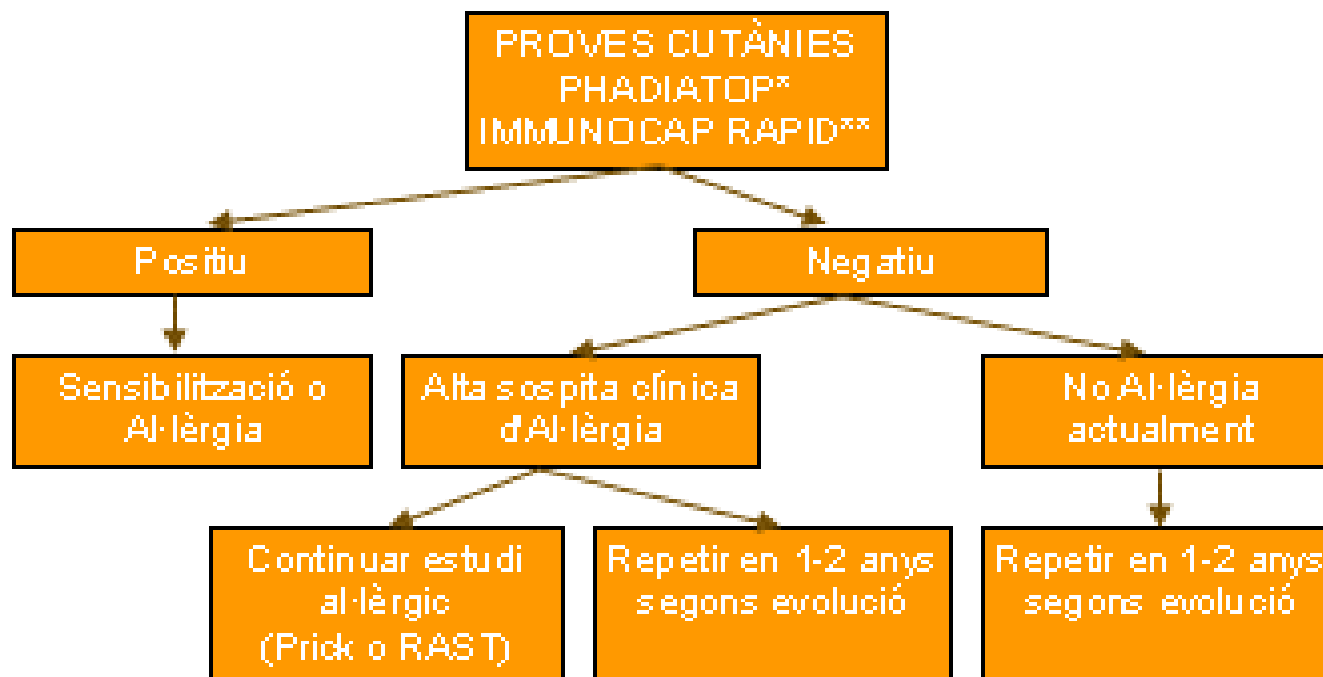 PROVES CUTÀNIES
PHADIATOP*
IMMUNOCAP RAPID**
Positiu
Negatiu
Sensibilització o
Al·lèrgia
Alta sospita clínica
d'Al·lèrgia
No Al·lèrgia
actualment
Continuar estudi
al·lèrgic
(Prick o RAST)
Repetir en 1-2 anys
segons evolució
Repetir en 1-2 anys
segons evolució